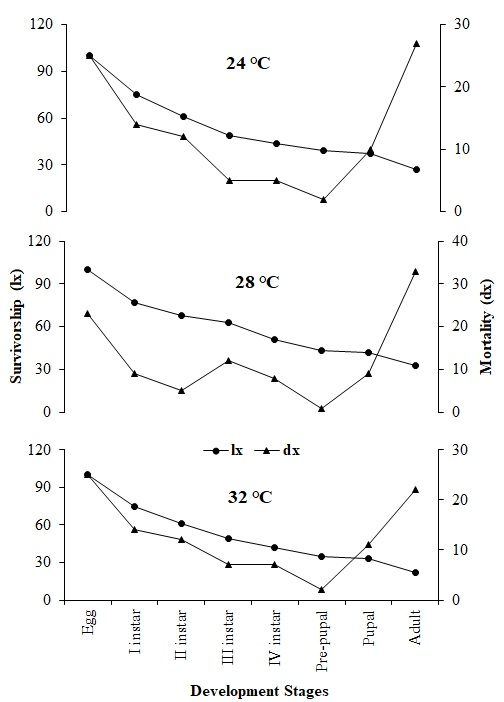 120
90
60
30
0
24 °C
30
20
10
0
120
90
60
30
0
28 °C
40
30
20
10
0
Survivorship (lx)
Mortality (dx)
120
90
60
30
0
lx
dx
32 °C
30
20
10
0
Egg
I instar
II instar
III instar
IV instar
Pre-pupal
Pupal
Adult
Development Stages